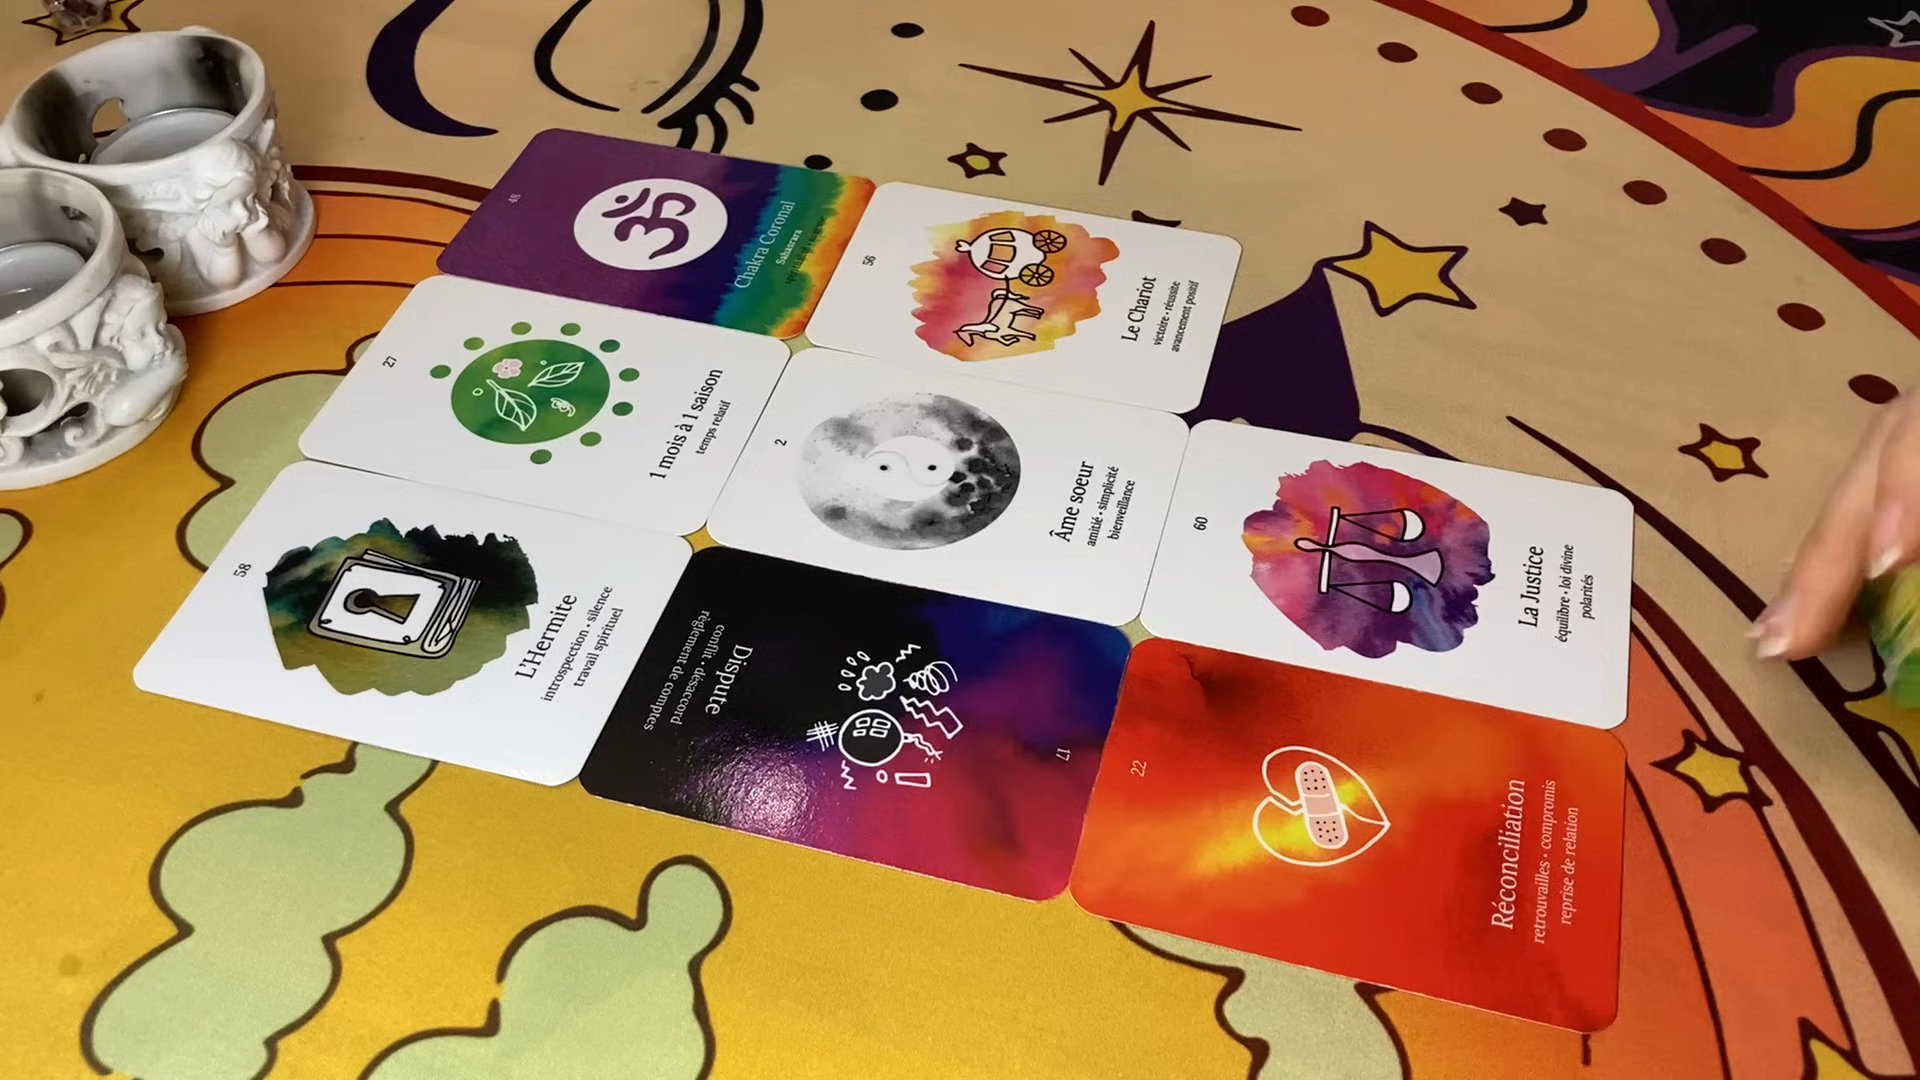 48
Chakra Coronal
Sahasrara
56
Le Chariot
victoire • réussite
avancement positif
27
1 mois à 1 saison
temps relatif
2
Âme soeur
amitié • simplicité
bienveillance
60
La Justice
équilibre • loi divine
polarités
58
L'Hermite
introspection • silence
travail spirituel
17
Dispute
conflit • désaccord
règlement de comptes
22
Réconciliation
retrouvailles • compromis
reprise de relation